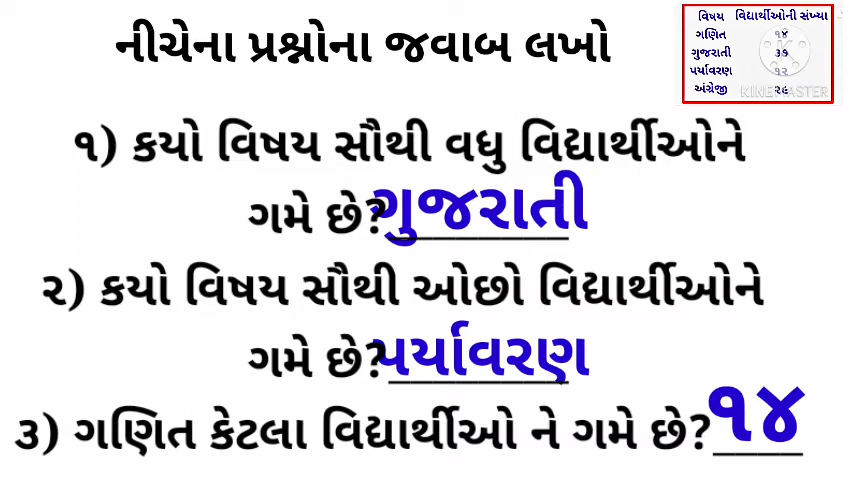 નીચેના પ્રશ્નોના જવાબ લખો
વિષય વિદ્યાર્થીઓની સંખ્યા
ગણિત ૧૪
ગુજરાતી
પર્યાવરણ ૧૨
અંગ્રેજી ૨૯
KINEMASTER
૧) કયો વિષય સૌથી વધુ વિદ્યાર્થીઓને
ગમે છે? ગુજરાતી
૨) કયો વિષય સૌથી ઓછો વિદ્યાર્થીઓને
ગમે છે? પર્યાવરણ
૩) ગણિત કેટલા વિદ્યાર્થીઓ ને ગમે છે? ૧૪